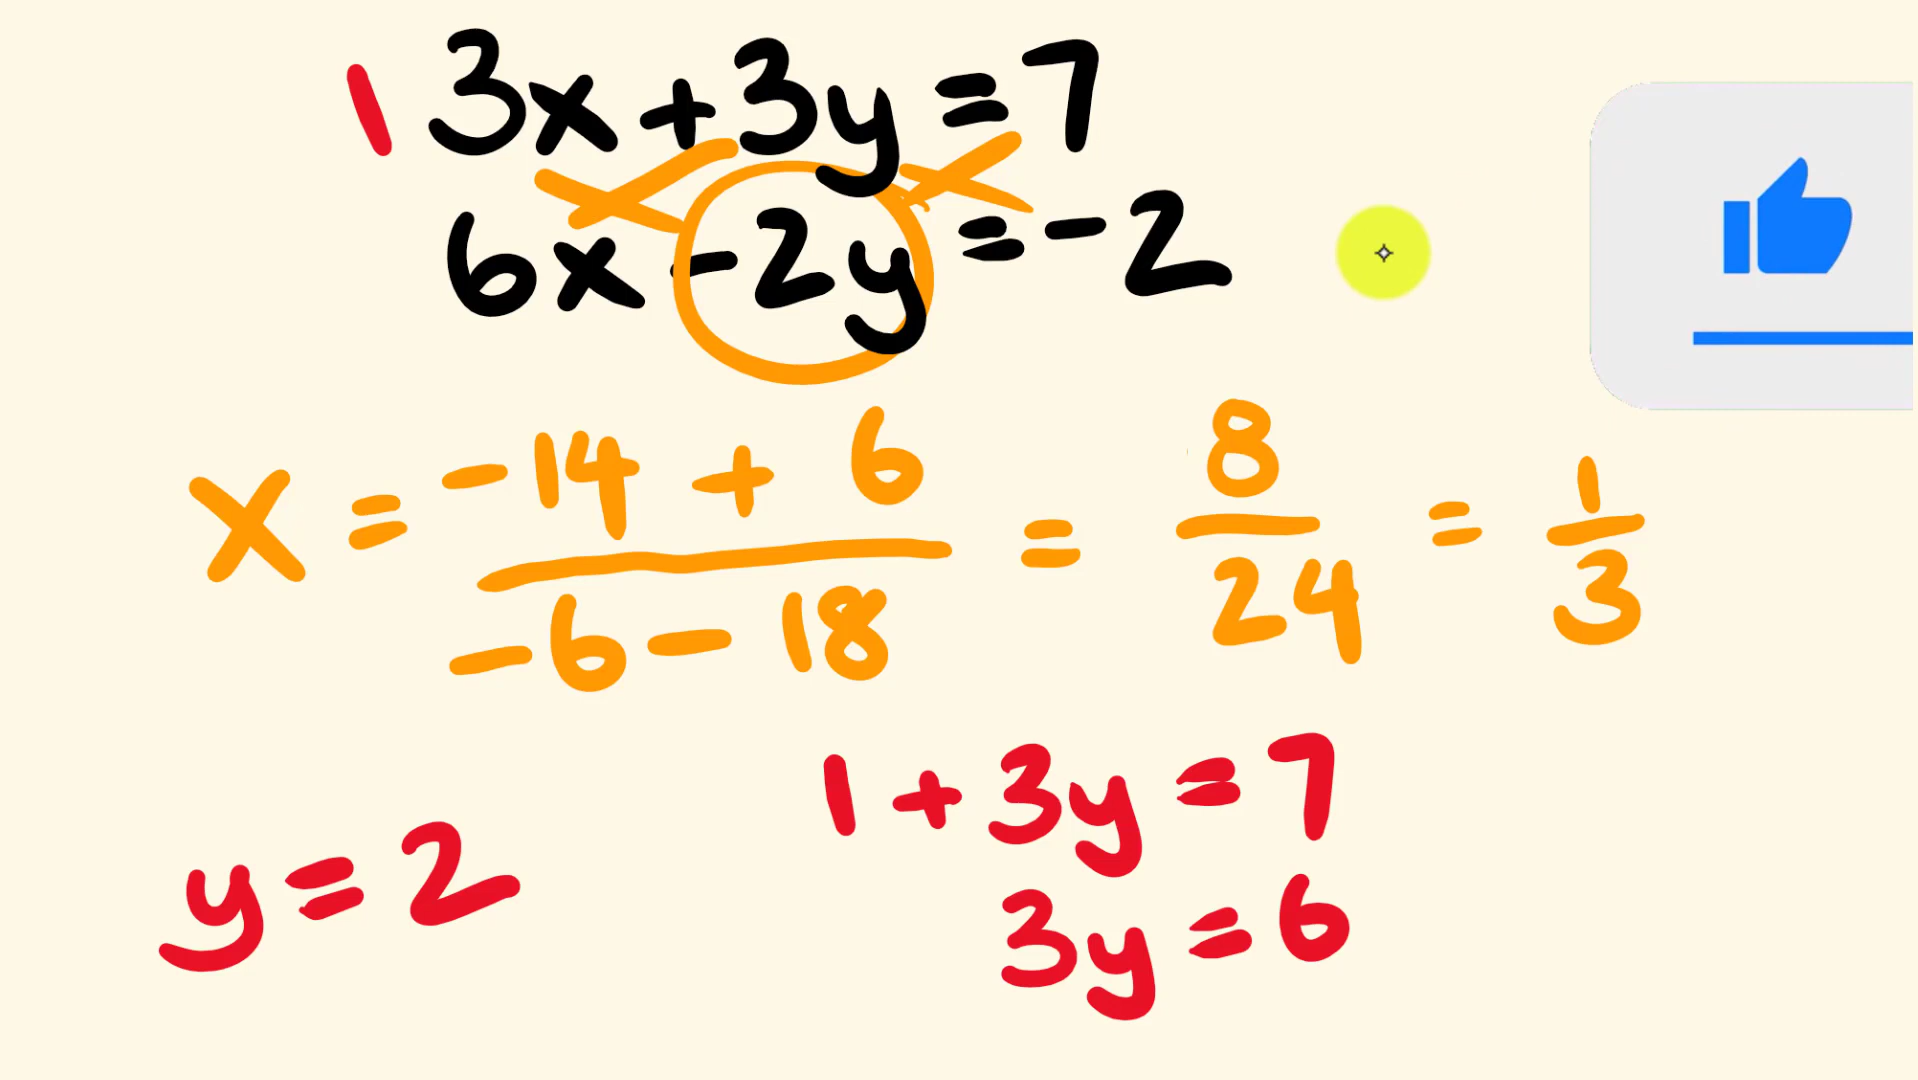 1 3x+3y=7
6x-2y=-2
x = -14 + 6 / -6 - 18 = 8/24 = 1/3
1+3y=7
y=2
3y=6